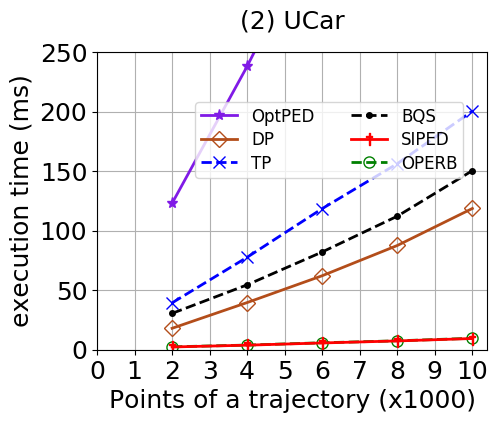 (2) UCar
execution time (ms)
250
200
150
100
50
0
OptPED BQS
DP SIPED
TP OPERB
0 1 2 3 4 5 6 7 8 9 10
Points of a trajectory (x1000)